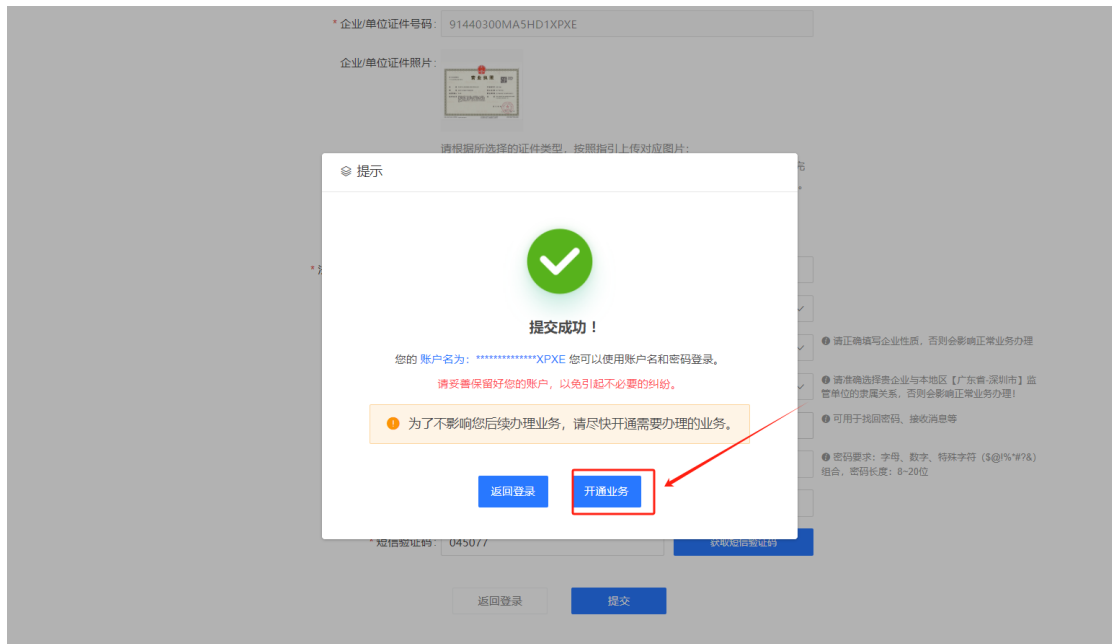 * 企业/单位证件号码: 91440300MA5HD1XPXE
企业/单位证件照片:
营业执照
请根据所选择的证件类型，按照指引上传对应图片：
提示
提交成功！
您的 账户名为：**************XPXE 您可以使用账户名和密码登录。
请妥善保留好您的账户，以免引起不必要的纠纷。
为了不影响您后续办理业务，请尽快开通需要办理的业务。
返回登录 开通业务
请正确填写企业性质，否则会影响正常业务办理
请准确选择贵企业与本地区【广东省-深圳市】监
管单位的隶属关系，否则会影响正常业务办理！
可用于找回密码、接收消息等
密码要求：字母、数字、特殊字符（$@!%*#?&）
组合，密码长度：8~20位
* 短信验证码: 045077 获取短信验证码
返回登录 提交